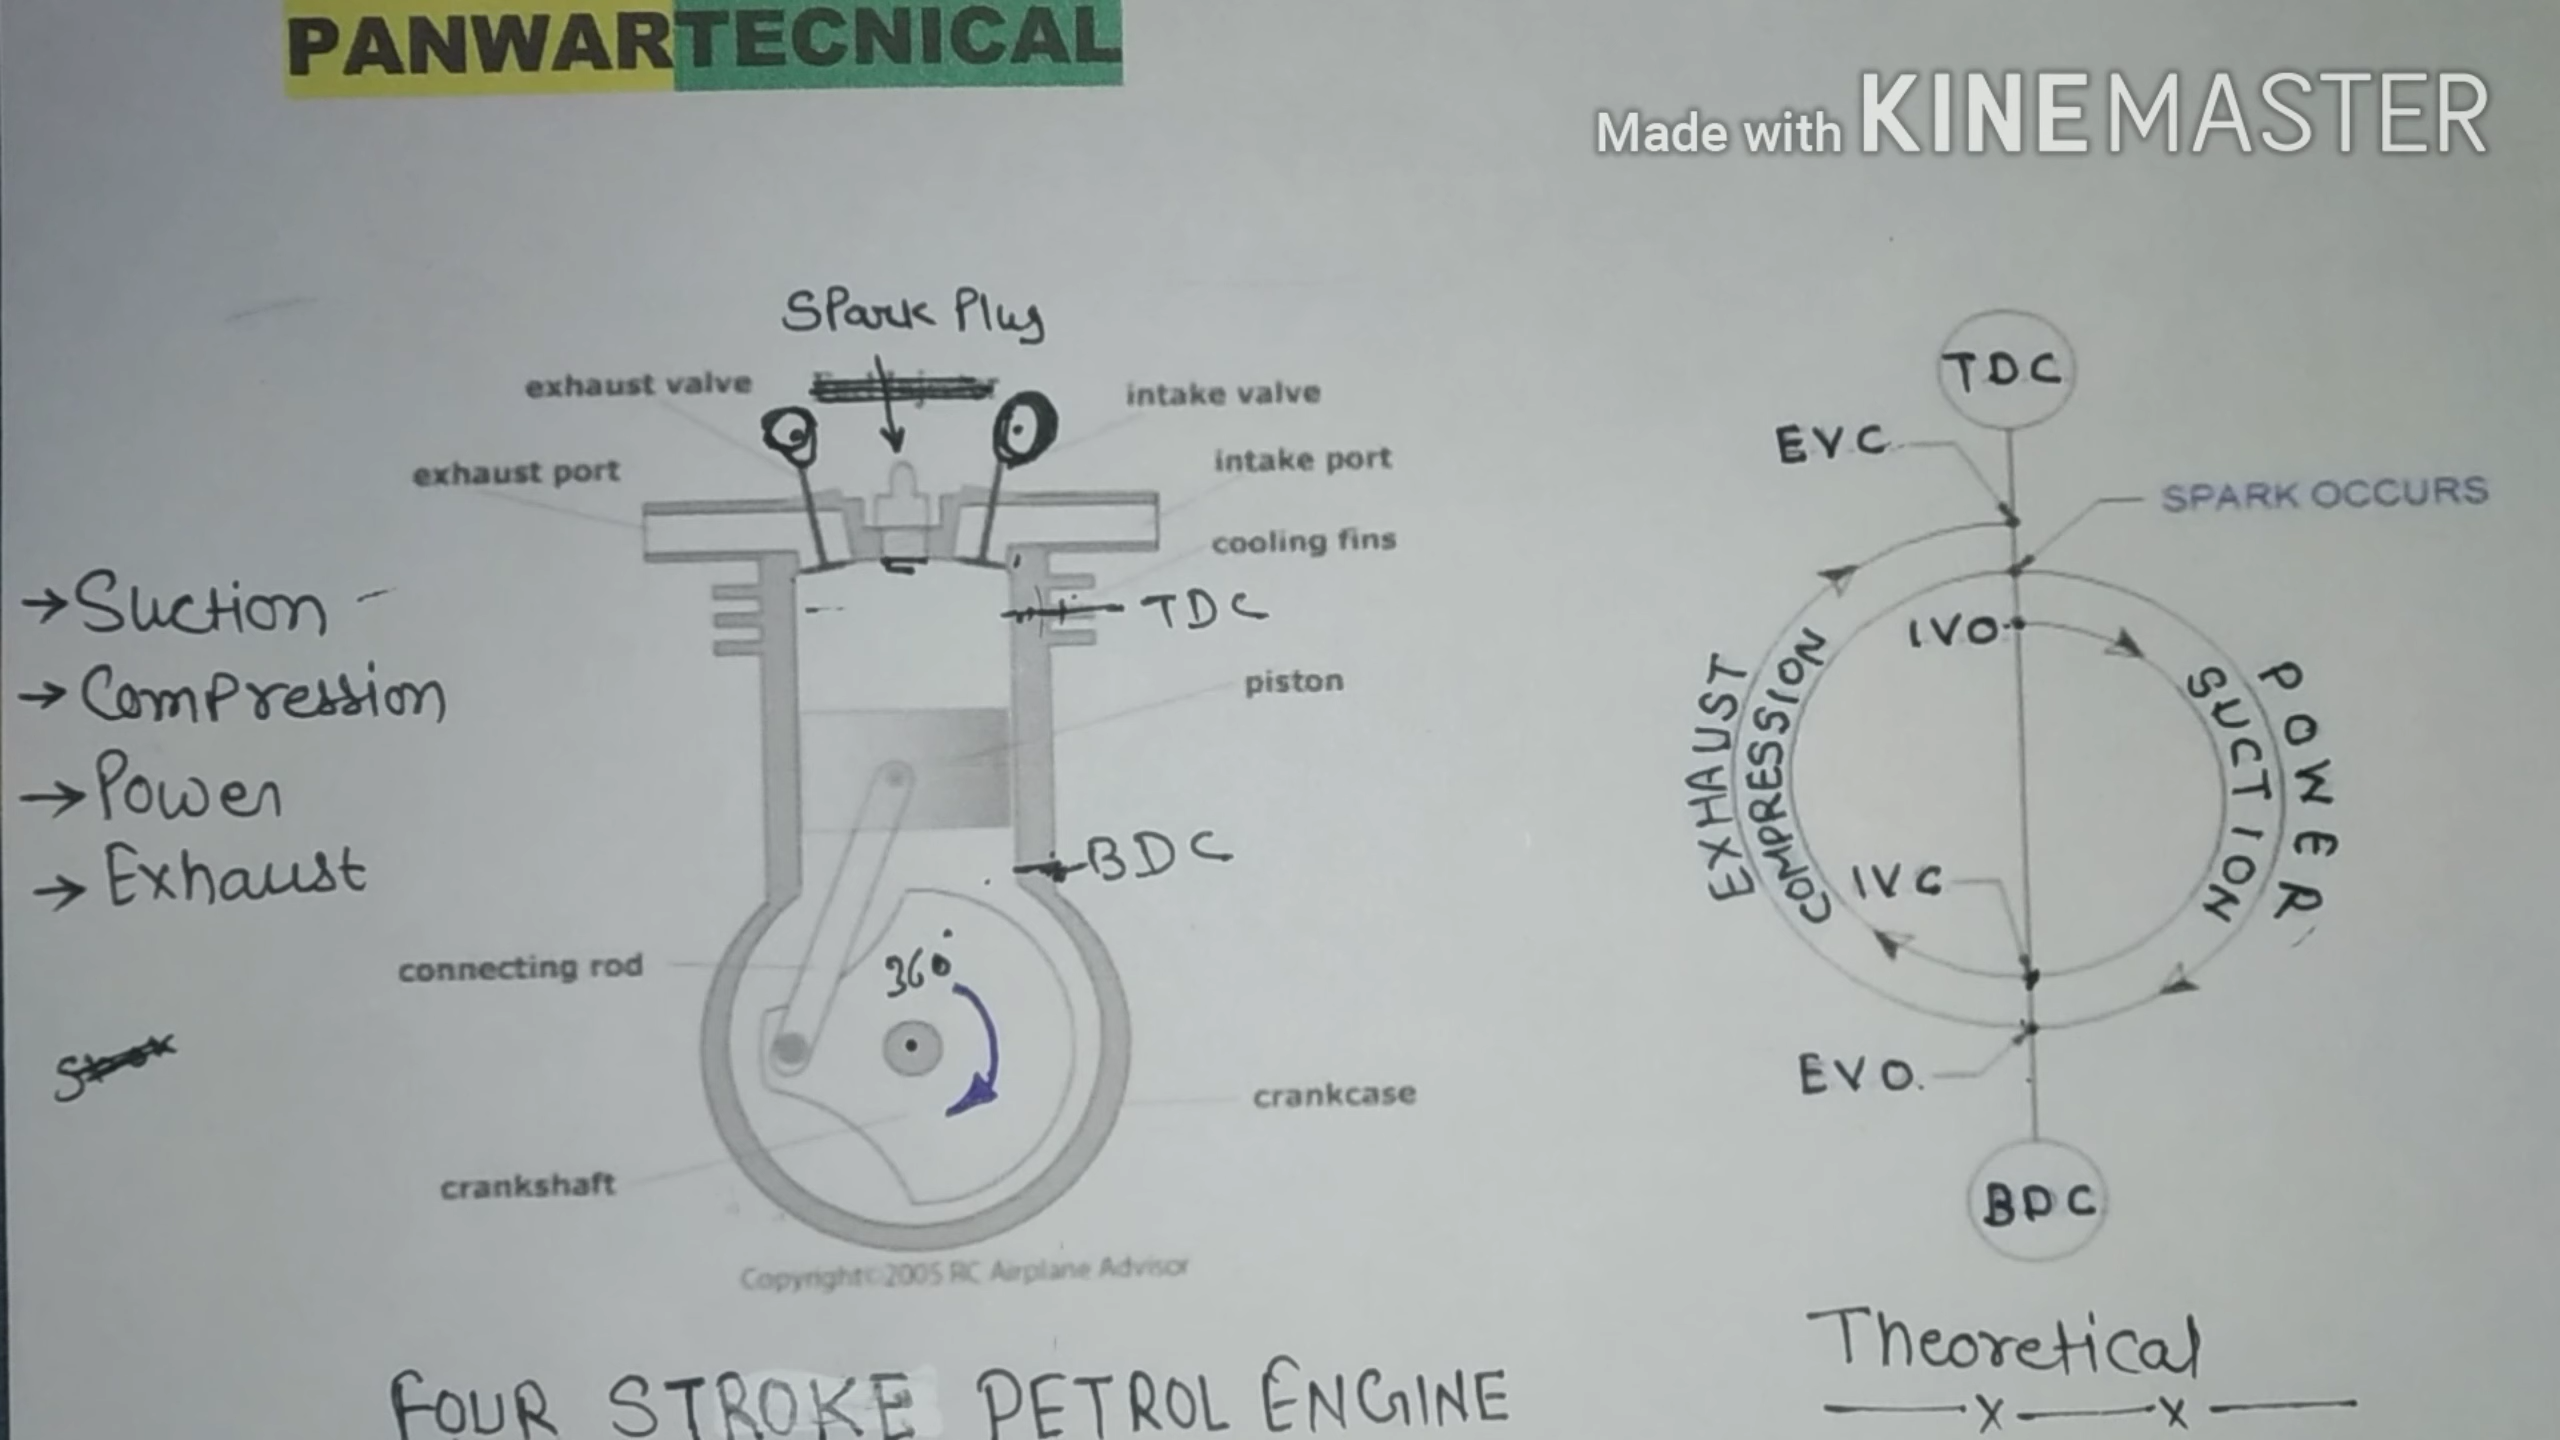 PANWARTECNICAL
Made with KINEMASTER
SPark Plug
exhaust valve
intake valve
exhaust port
intake port
cooling fins
→ Suction -
→ Compression
→ Power
→ Exhaust
TDC
piston
BDC
connecting rod
360°
crankcase
crankshaft
Copyright©2005 RC Airplane Advisor
FOUR STROKE PETROL ENGINE
TDC
EVC
SPARK OCCURS
IVO
EXHAUST
COMPRESSION
SUCTION
POWER
IVC
EVO.
BDC
Theoretical